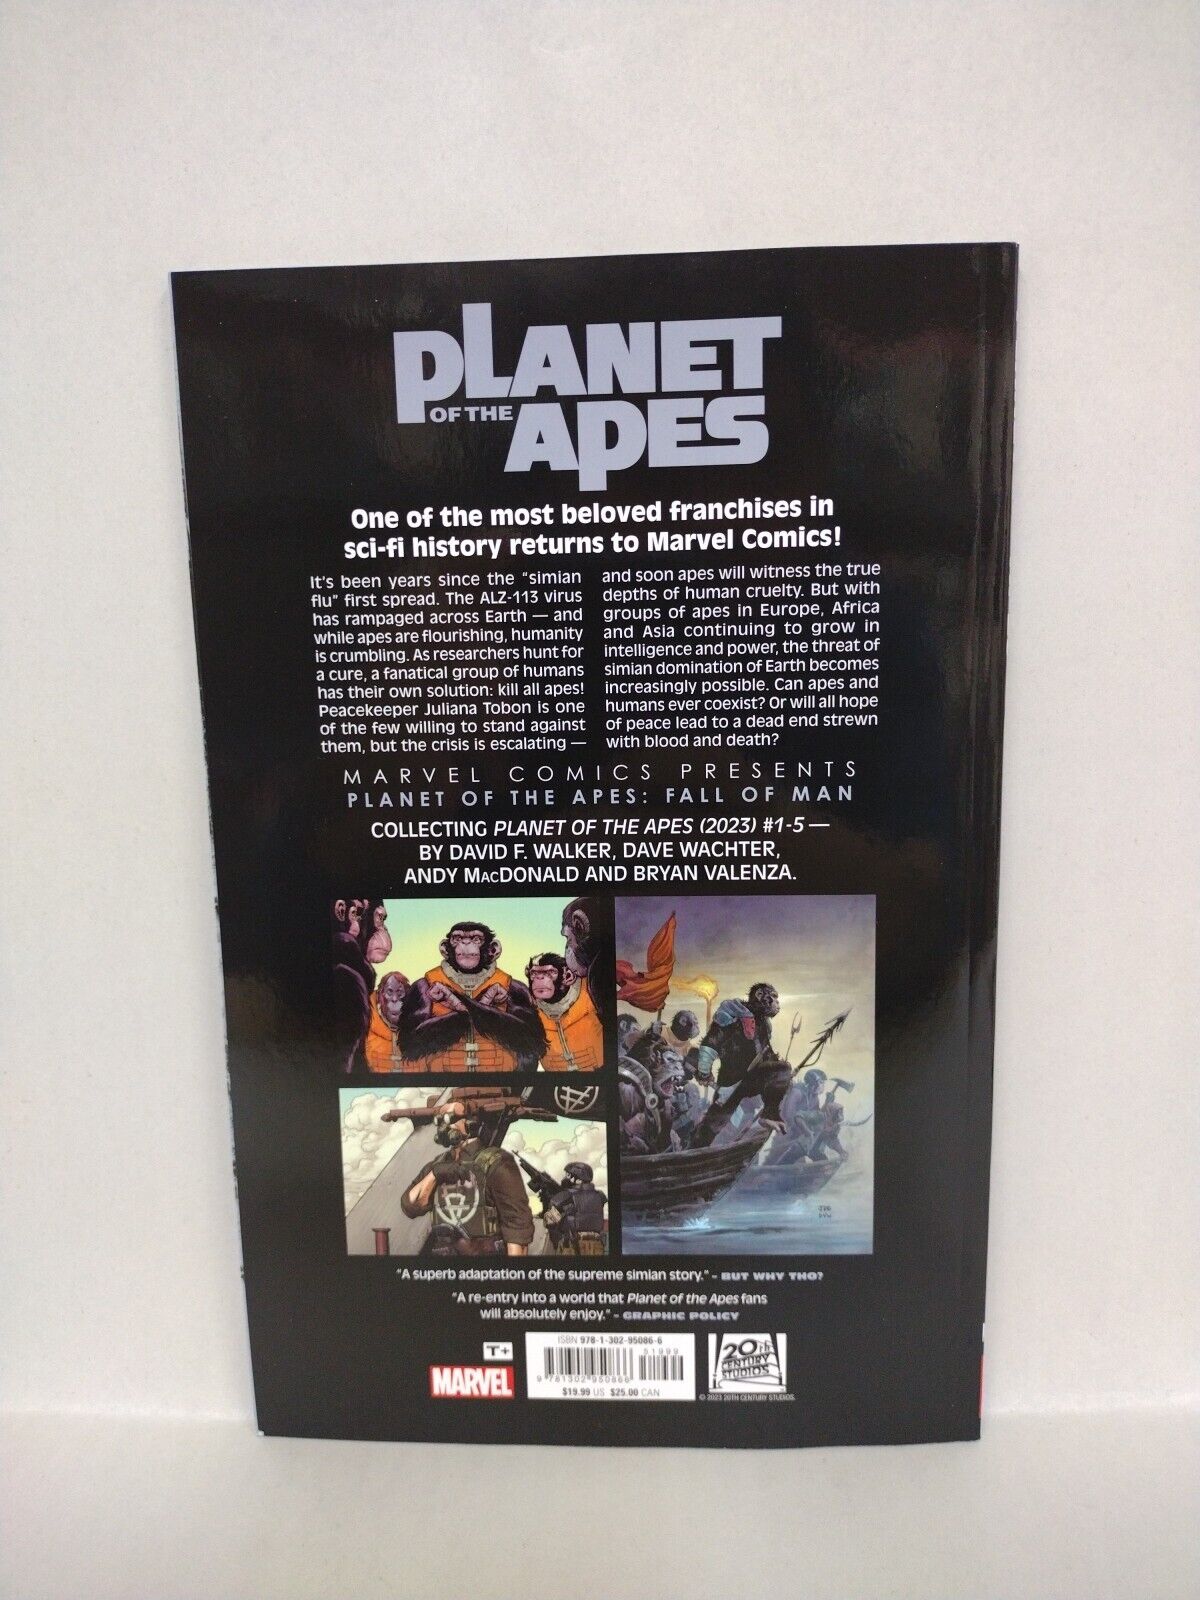 PLANET
OF THE
APES
One of the most beloved franchises in
sci-fi history returns to Marvel Comics!
It's been years since the "simian
flu" first spread. The ALZ-113 virus
has rampaged across Earth — and
while apes are flourishing, humanity
is crumbling. As researchers hunt for
a cure, a fanatical group of humans
has their own solution: kill all apes!
Peacekeeper Juliana Tobon is one
of the few willing to stand against
them, but the crisis is escalating —
and soon apes will witness the true
depths of human cruelty. But with
groups of apes in Europe, Africa
and Asia continuing to grow in
intelligence and power, the threat of
simian domination of Earth becomes
increasingly possible. Can apes and
humans ever coexist? Or will all hope
of peace lead to a dead end strewn
with blood and death?
MARVEL COMICS PRESENTS
PLANET OF THE APES: FALL OF MAN
COLLECTING PLANET OF THE APES (2023) #1-5 —
BY DAVID F. WALKER, DAVE WACHTER,
ANDY MacDONALD AND BRYAN VALENZA.
"A superb adaptation of the supreme simian story." - BUT WHY THO?
"A re-entry into a world that Planet of the Apes fans
will absolutely enjoy." - GRAPHIC POLICY
T+
MARVEL
ISBN 978-1-302-95086-6
51999
9 781302 950866
$19.99 US $25.00 CAN
20TH
CENTURY
STUDIOS
© 2023 20TH CENTURY STUDIOS.